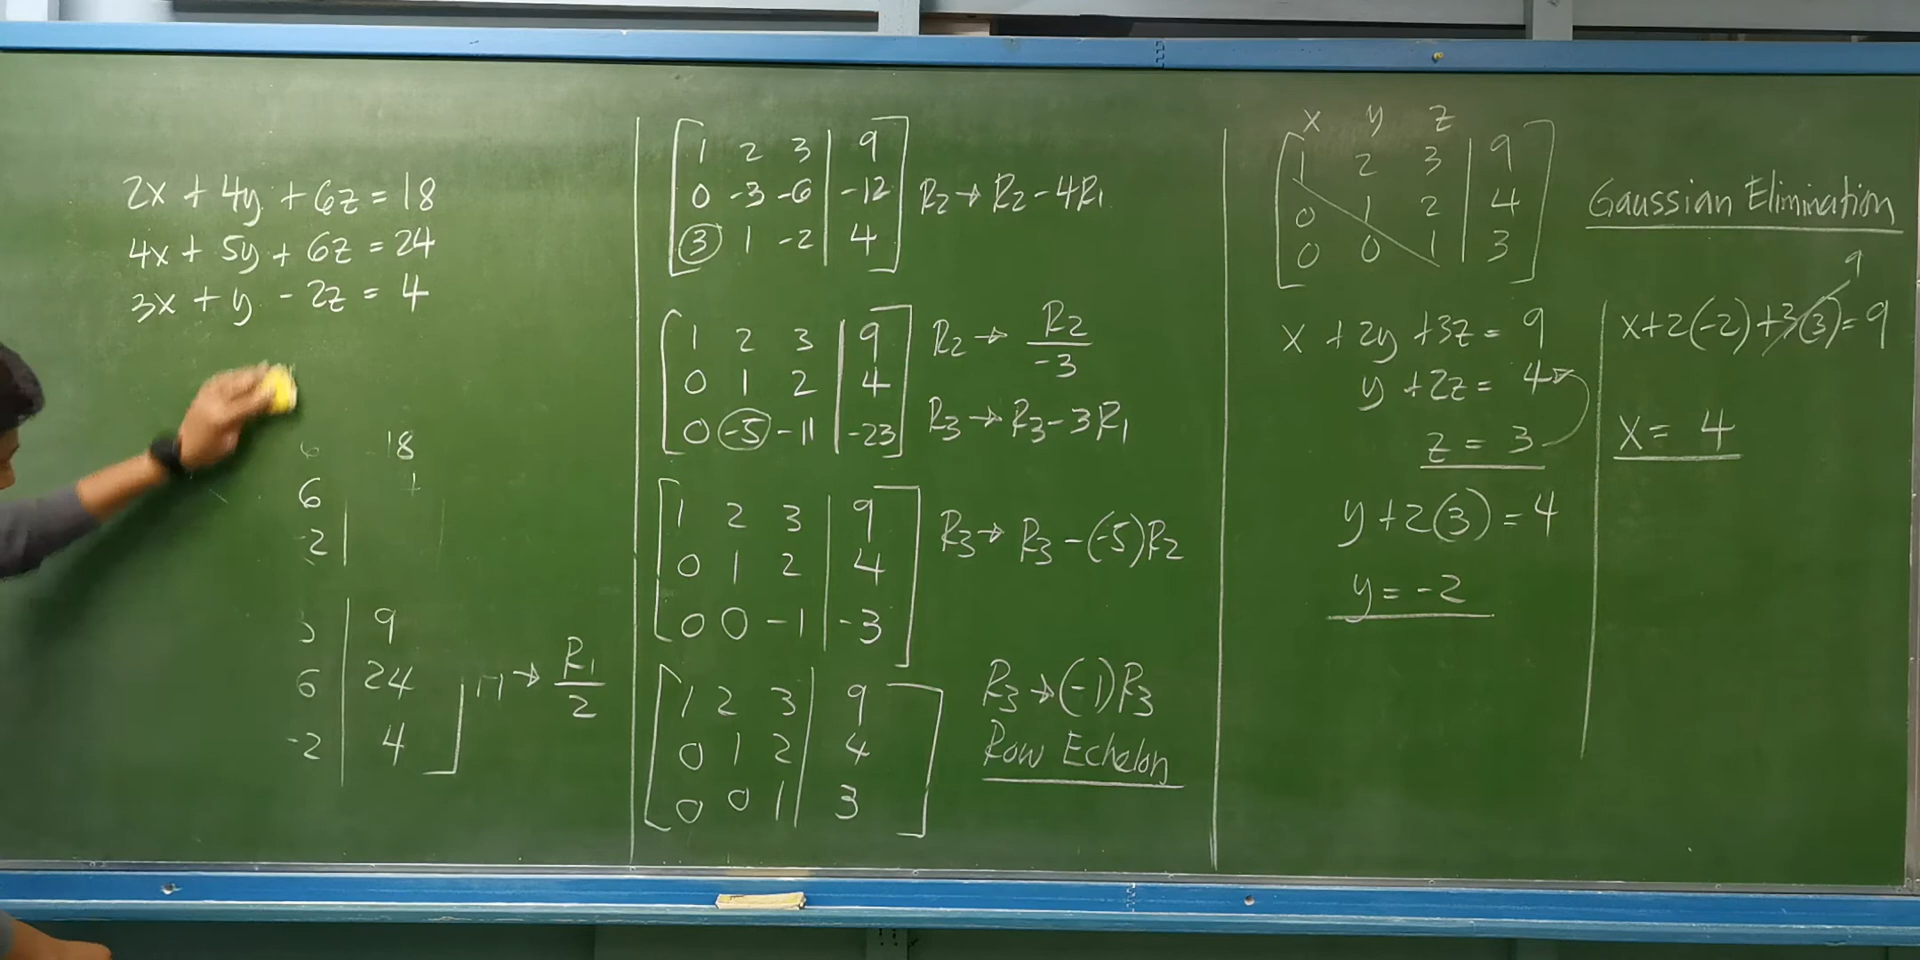 2x + 4y + 6z = 18
4x + 5y + 6z = 24
3x + y - 2z = 4
18
6
-2
9
6 24
-2 4
→ R1/2
1 2 3 | 9
0 -3 -6 | -12 R2 → R2 - 4R1
3 1 -2 | 4
1 2 3 | 9 R2 → R2/-3
0 1 2 | 4
0 -5 -11 | -23 R3 → R3 - 3R1
1 2 3 | 9 R3 → R3 - (-5)R2
0 1 2 | 4
0 0 -1 | -3
1 2 3 | 9 R3 → (-1)R3
0 1 2 | 4 Row Echelon
0 0 1 | 3
x y z
1 2 3 | 9
0 1 2 | 4
0 0 1 | 3
x + 2y + 3z = 9
y + 2z = 4
z = 3
y + 2(3) = 4
y = -2
Gaussian Elimination
9
x + 2(-2) + 3(3) = 9
x = 4